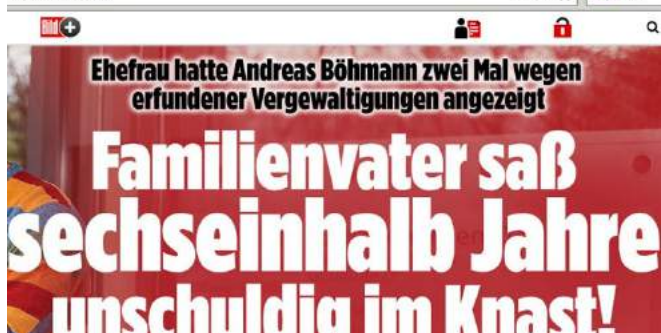 Bild +
Ehefrau hatte Andreas Böhmann zwei Mal wegen
erfundener Vergewaltigungen angezeigt
Familienvater saß
sechseinhalb Jahre
unschuldig im Knast!